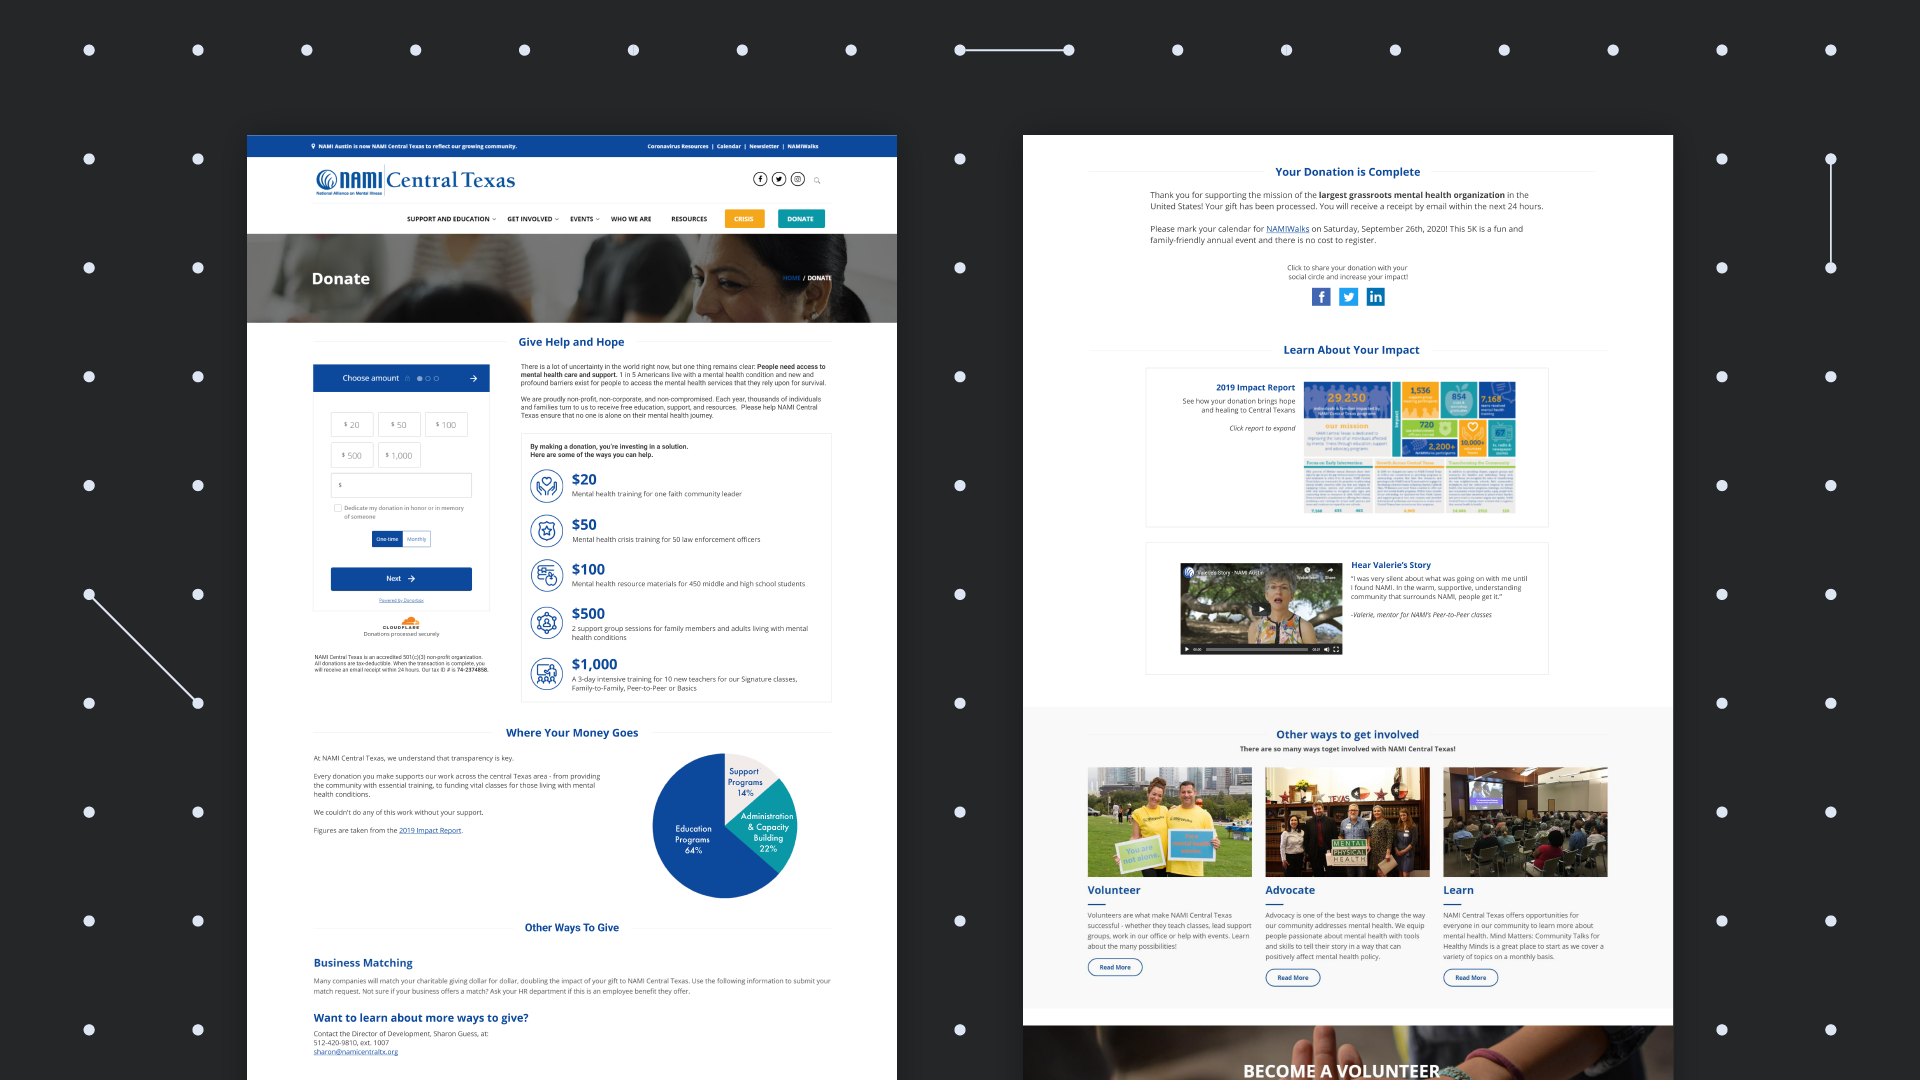 NAMI Austin is now NAMI Central Texas to reflect our growing community.
Coronavirus Resources | Calendar | Newsletter | NAMIWalks
NAMI Central Texas
National Alliance on Mental Illness
SUPPORT AND EDUCATION GET INVOLVED EVENTS WHO WE ARE RESOURCES CRISIS DONATE
Donate
HOME / DONATE
Give Help and Hope
Choose amount
$ 20 $ 50 $ 100
$ 500 $ 1,000
$
Dedicate my donation in honor or in memory
of someone
One-time Monthly
Next
Powered by Donorbox
CLOUDFLARE
Donations processed securely
NAMI Central Texas is an accredited 501(c)(3) non-profit organization.
All donations are tax-deductible. When the transaction is complete, you
will receive an email receipt within 24 hours. Our tax ID # is 74-2374858.
There is a lot of uncertainty in the world right now, but one thing remains clear: People need access to
mental health care and support. 1 in 5 Americans live with a mental health condition and new and
profound barriers exist for people to access the mental health services that they rely upon for survival.
We are proudly non-profit, non-corporate, and non-compromised. Each year, thousands of individuals
and families turn to us to receive free education, support, and resources. Please help NAMI Central
Texas ensure that no one is alone on their mental health journey.
By making a donation, you're investing in a solution.
Here are some of the ways you can help.
$20
Mental health training for one faith community leader
$50
Mental health crisis training for 50 law enforcement officers
$100
Mental health resource materials for 450 middle and high school students
$500
2 support group sessions for family members and adults living with mental
health conditions
$1,000
A 3-day intensive training for 10 new teachers for our Signature classes,
Family-to-Family, Peer-to-Peer or Basics
Where Your Money Goes
At NAMI Central Texas, we understand that transparency is key.
Every donation you make supports our work across the central Texas area - from providing
the community with essential training, to funding vital classes for those living with mental
health conditions.
We couldn't do any of this work without your support.
Figures are taken from the 2019 Impact Report.
Support
Programs
14%
Administration
& Capacity
Building
22%
Education
Programs
64%
Other Ways To Give
Business Matching
Many companies will match your charitable giving dollar for dollar, doubling the impact of your gift to NAMI Central Texas. Use the following information to submit your
match request. Not sure if your business offers a match? Ask your HR department if this is an employee benefit they offer.
Want to learn about more ways to give?
Contact the Director of Development, Sharon Guess, at:
512-420-9810, ext. 1007
sharon@namicentraltx.org
Your Donation is Complete
Thank you for supporting the mission of the largest grassroots mental health organization in the
United States! Your gift has been processed. You will receive a receipt by email within the next 24 hours.
Please mark your calendar for NAMIWalks on Saturday, September 26th, 2020! This 5K is a fun and
family-friendly annual event and there is no cost to register.
Click to share your donation with your
social circle and increase your impact!
Learn About Your Impact
2019 Impact Report
See how your donation brings hope
and healing to Central Texans
Click report to expand
29,230
our mission
1,536
854
7,168
720
2,200+
10,000+
67
Hear Valerie's Story
"I was very silent about what was going on with me until
I found NAMI. In the warm, supportive, understanding
community that surrounds NAMI, people get it."
-Valerie, mentor for NAMI's Peer-to-Peer classes
Valerie's Story - NAMI Austin
Other ways to get involved
There are so many ways toget involved with NAMI Central Texas!
You are
not alone.
TEXAS
MENTAL
PHYSICAL
HEALTH
Volunteer
Volunteers are what make NAMI Central Texas
successful - whether they teach classes, lead support
groups, work in our office or help with events. Learn
about the many possibilities!
Read More
Advocate
Advocacy is one of the best ways to change the way
our community addresses mental health. We equip
people passionate about mental health with tools
and skills to tell their story in a way that can
positively affect mental health policy.
Read More
Learn
NAMI Central Texas offers opportunities for
everyone in our community to learn more about
mental health. Mind Matters: Community Talks for
Healthy Minds is a great place to start as we cover a
variety of topics on a monthly basis.
Read More
BECOME A VOLUNTEER